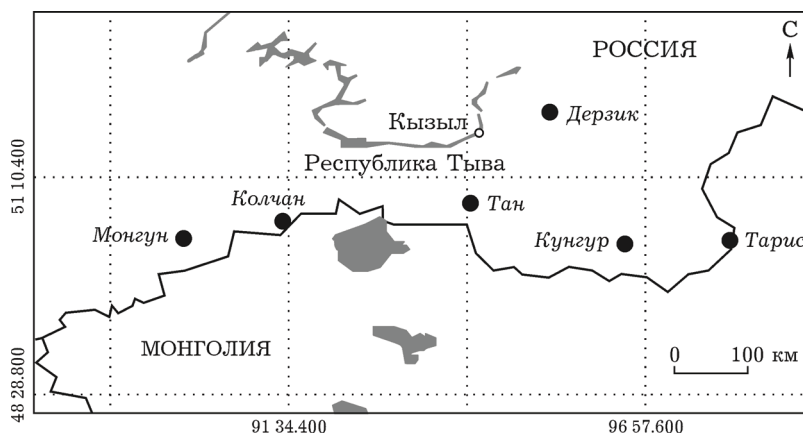 РОССИЯ
С
Дерзик
Кызыл
Республика Тыва
51 10.400
Колчан
Тан
Монгун
Кунгур
Тарис
МОНГОЛИЯ
0 100 км
48 28.800
91 34.400
96 57.600